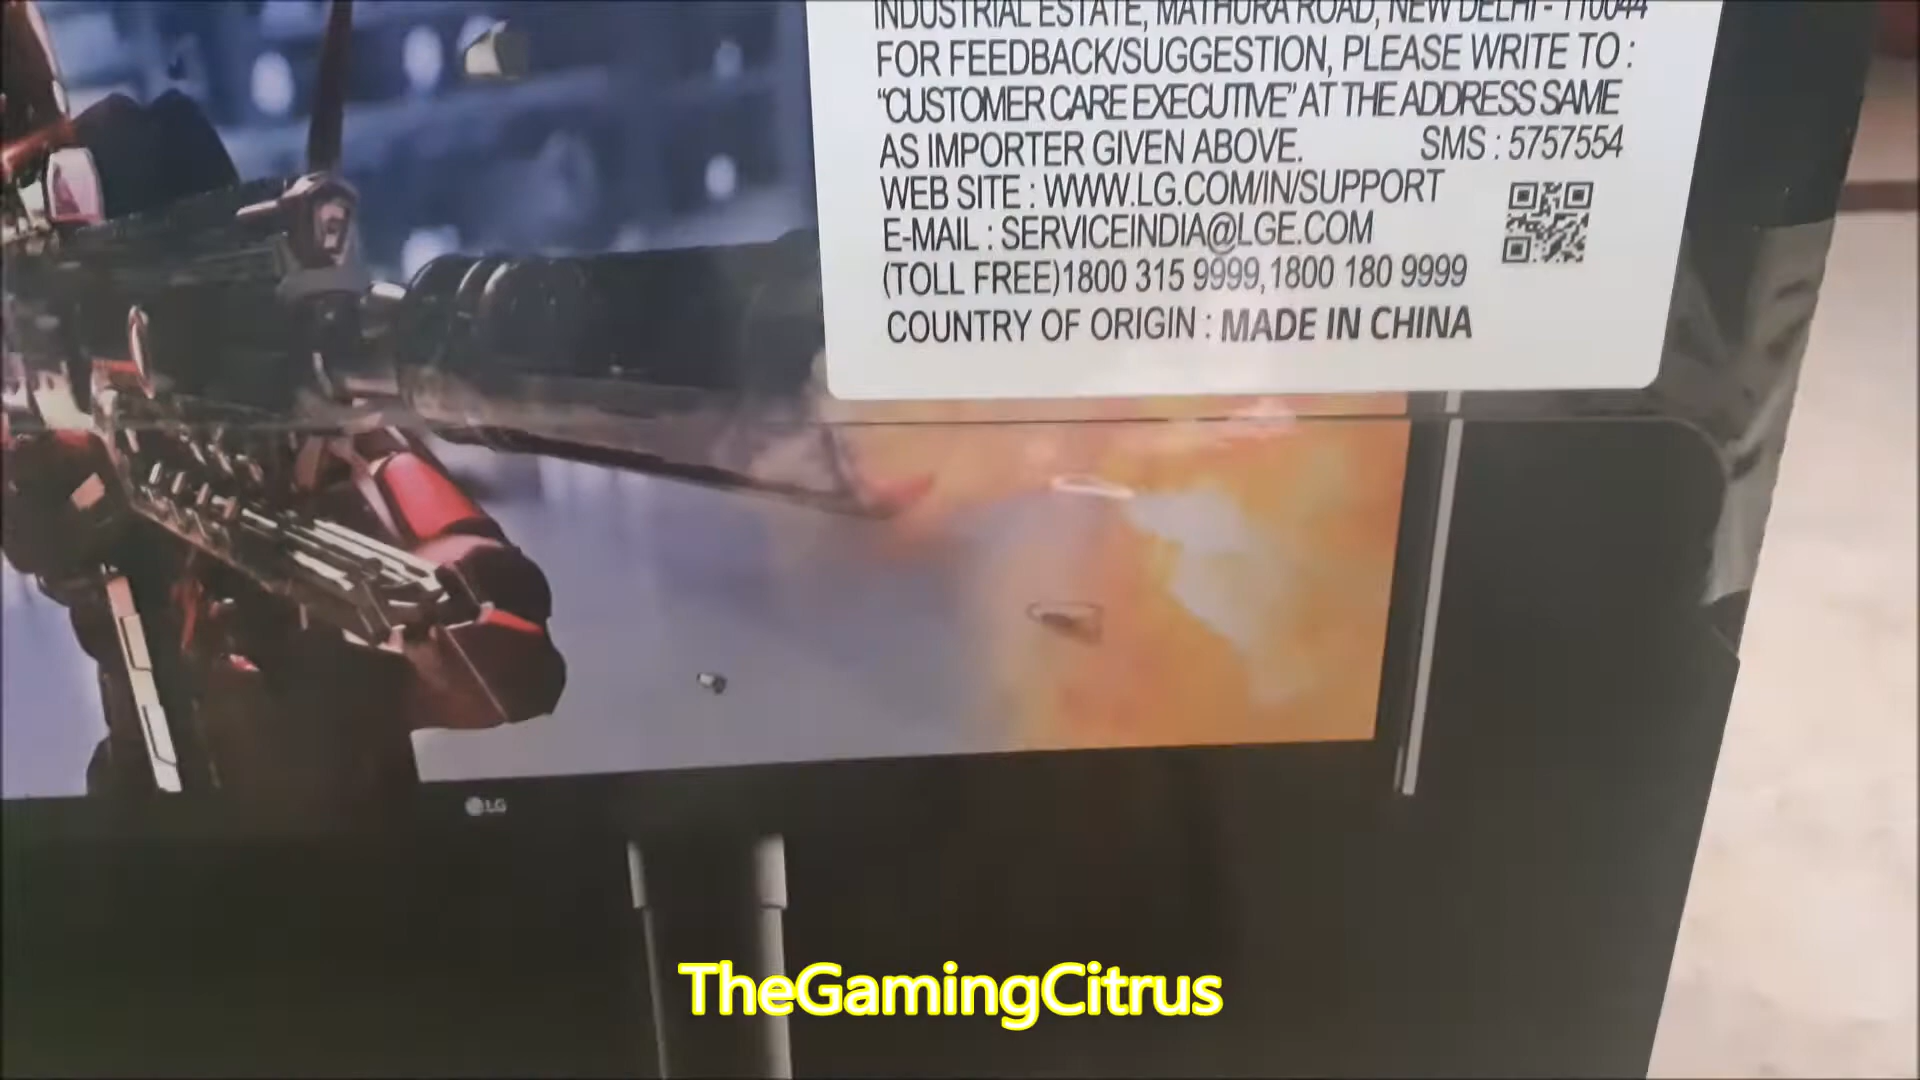 INDUSTRIAL ESTATE, MATHURA ROAD, NEW DELHI - 110044
FOR FEEDBACK/SUGGESTION, PLEASE WRITE TO :
"CUSTOMER CARE EXECUTIVE" AT THE ADDRESS SAME
AS IMPORTER GIVEN ABOVE. SMS : 5757554
WEB SITE : WWW.LG.COM/IN/SUPPORT
E-MAIL : SERVICEINDIA@LGE.COM
(TOLL FREE)1800 315 9999,1800 180 9999
COUNTRY OF ORIGIN : MADE IN CHINA
LG
TheGamingCitrus